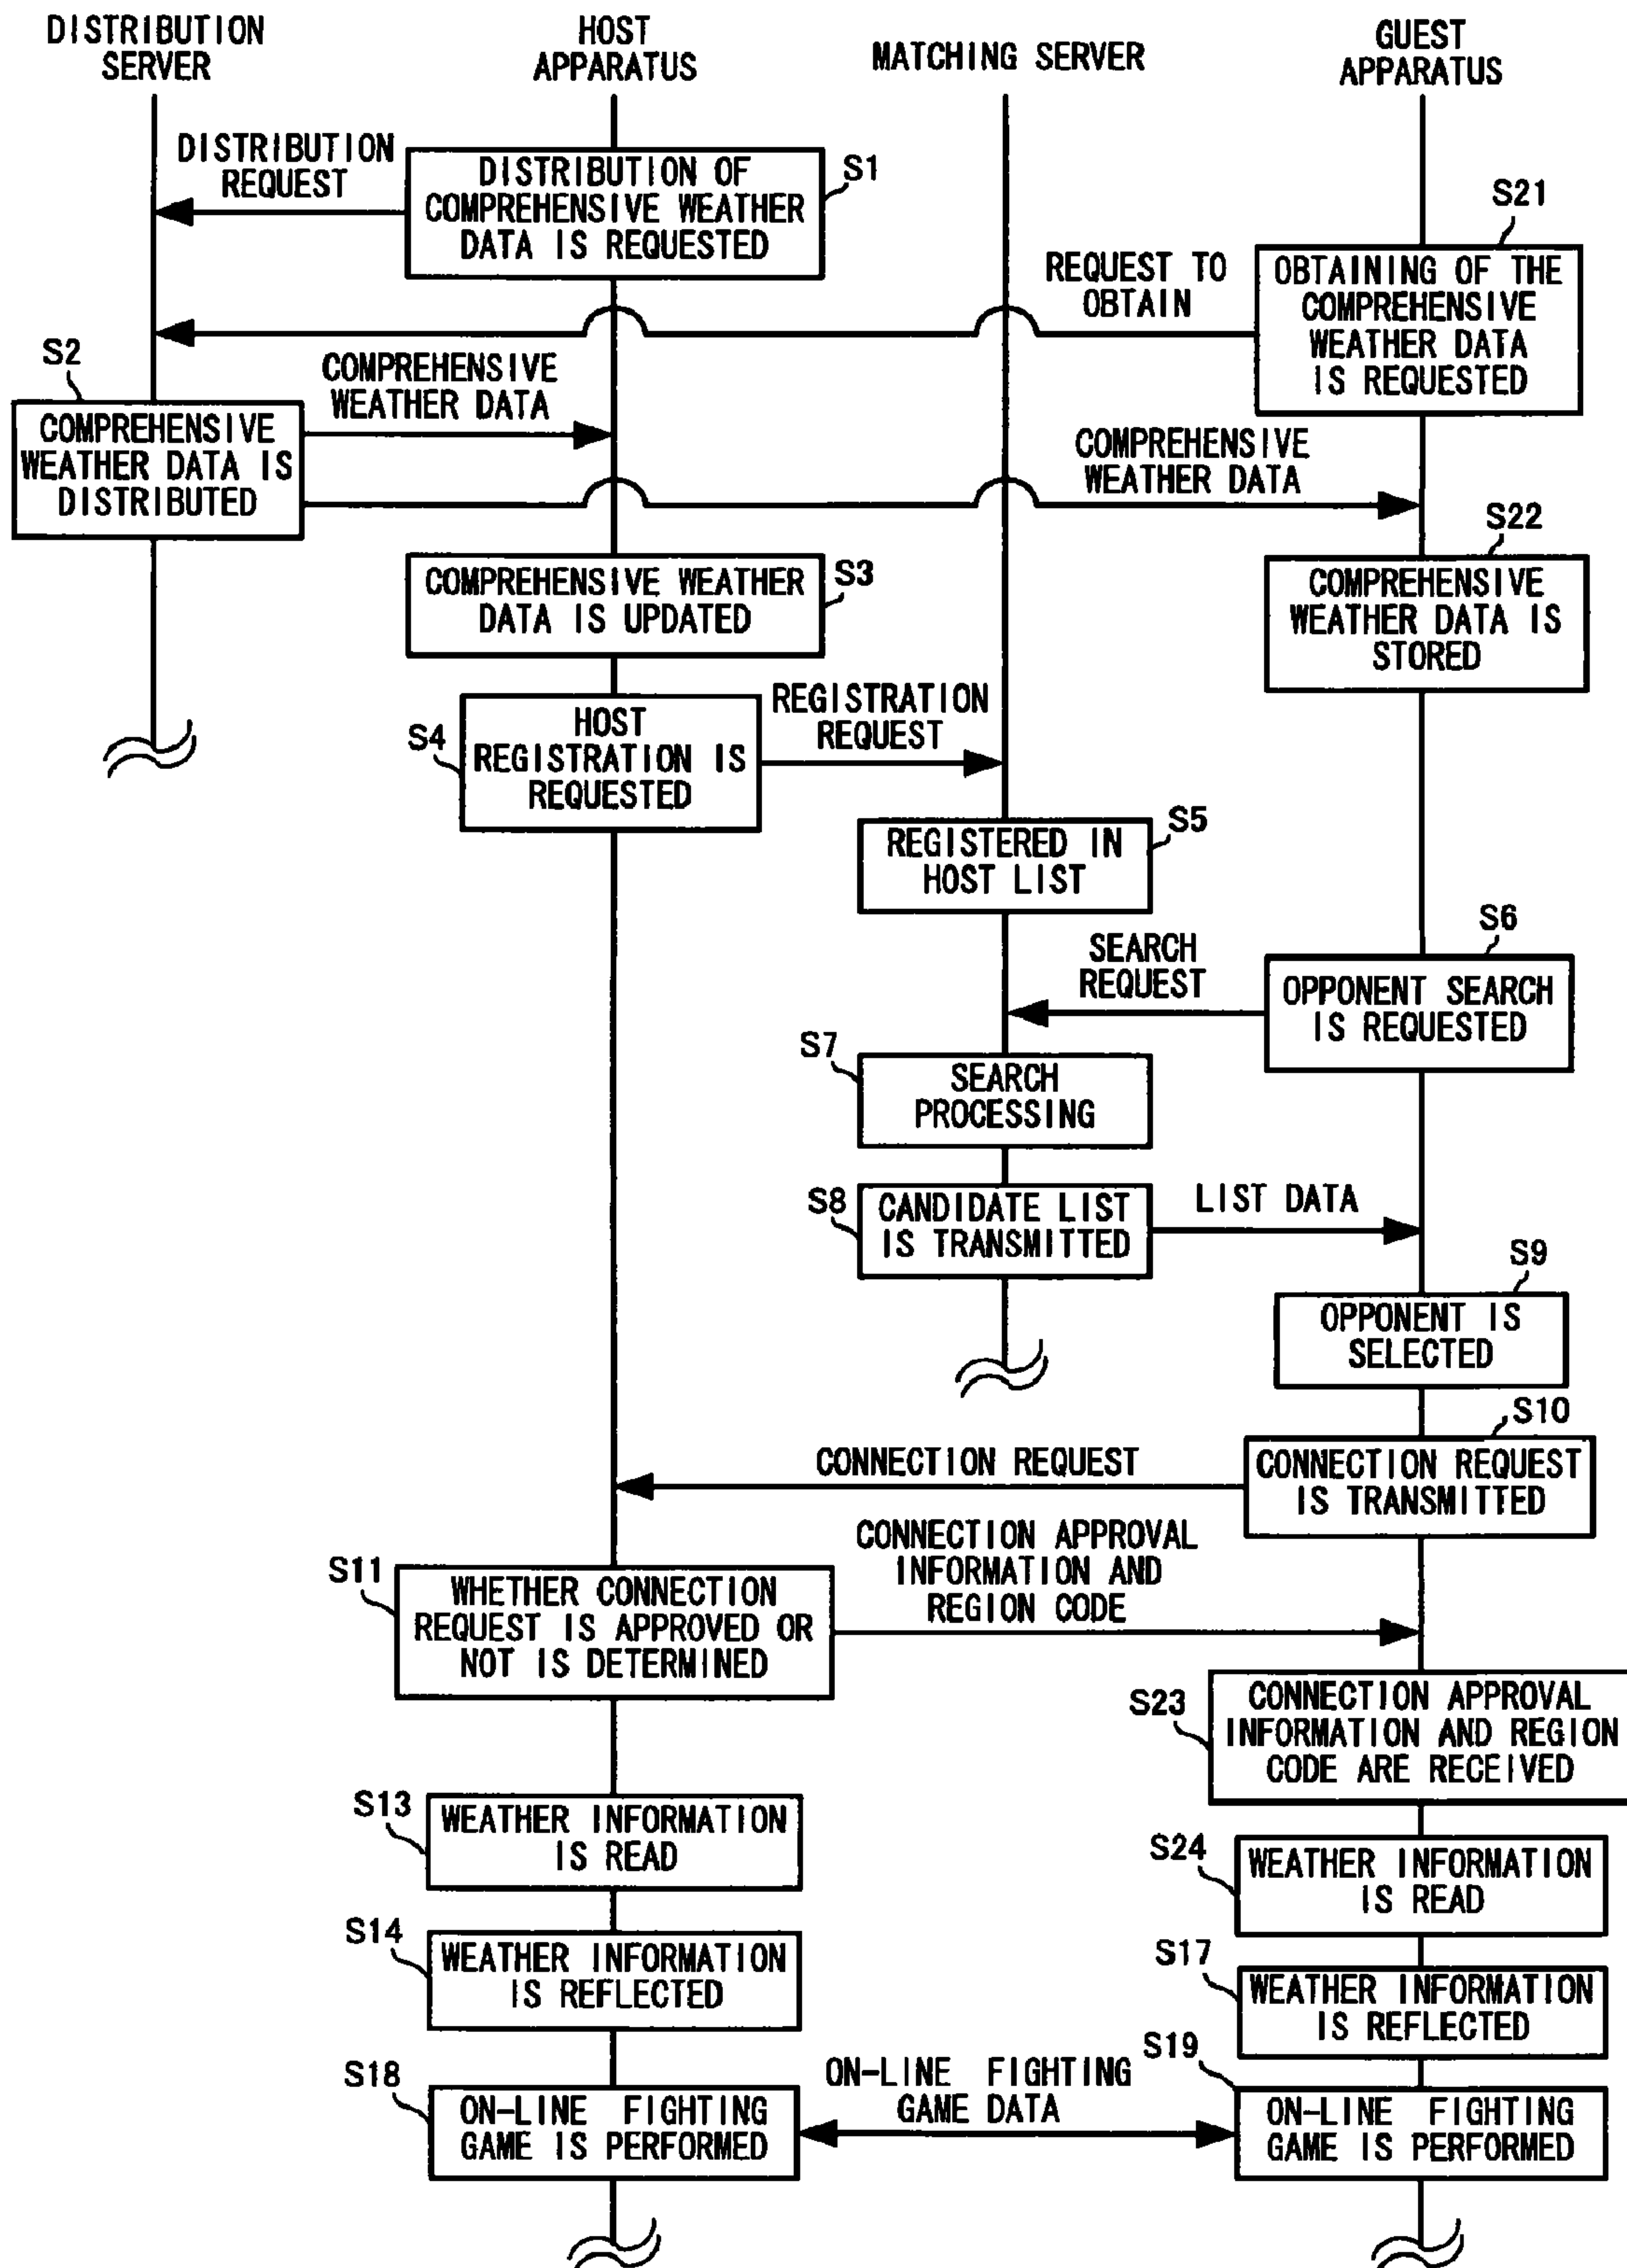 DISTRIBUTION
SERVER
HOST
APPARATUS
MATCHING SERVER
GUEST
APPARATUS
DISTRIBUTION
REQUEST
DISTRIBUTION OF
COMPREHENSIVE WEATHER
DATA IS REQUESTED
S1
S21
REQUEST TO
OBTAIN
OBTAINING OF THE
COMPREHENSIVE
WEATHER DATA
IS REQUESTED
S2
COMPREHENSIVE
WEATHER DATA
COMPREHENSIVE
WEATHER DATA IS
DISTRIBUTED
COMPREHENSIVE
WEATHER DATA
S22
COMPREHENSIVE WEATHER
DATA IS UPDATED
S3
COMPREHENSIVE
WEATHER DATA IS
STORED
S4
HOST
REGISTRATION IS
REQUESTED
REGISTRATION
REQUEST
S5
REGISTERED IN
HOST LIST
S6
SEARCH
REQUEST
OPPONENT SEARCH
IS REQUESTED
S7
SEARCH
PROCESSING
S8
CANDIDATE LIST
IS TRANSMITTED
LIST DATA
S9
OPPONENT IS
SELECTED
S10
CONNECTION REQUEST
CONNECTION REQUEST
IS TRANSMITTED
CONNECTION APPROVAL
INFORMATION AND
REGION CODE
S11
WHETHER CONNECTION
REQUEST IS APPROVED OR
NOT IS DETERMINED
S23
CONNECTION APPROVAL
INFORMATION AND REGION
CODE ARE RECEIVED
S13
WEATHER INFORMATION
IS READ
S24
WEATHER INFORMATION
IS READ
S14
WEATHER INFORMATION
IS REFLECTED
S17
WEATHER INFORMATION
IS REFLECTED
S18
ON-LINE FIGHTING
GAME IS PERFORMED
ON-LINE FIGHTING
GAME DATA
S19
ON-LINE FIGHTING
GAME IS PERFORMED